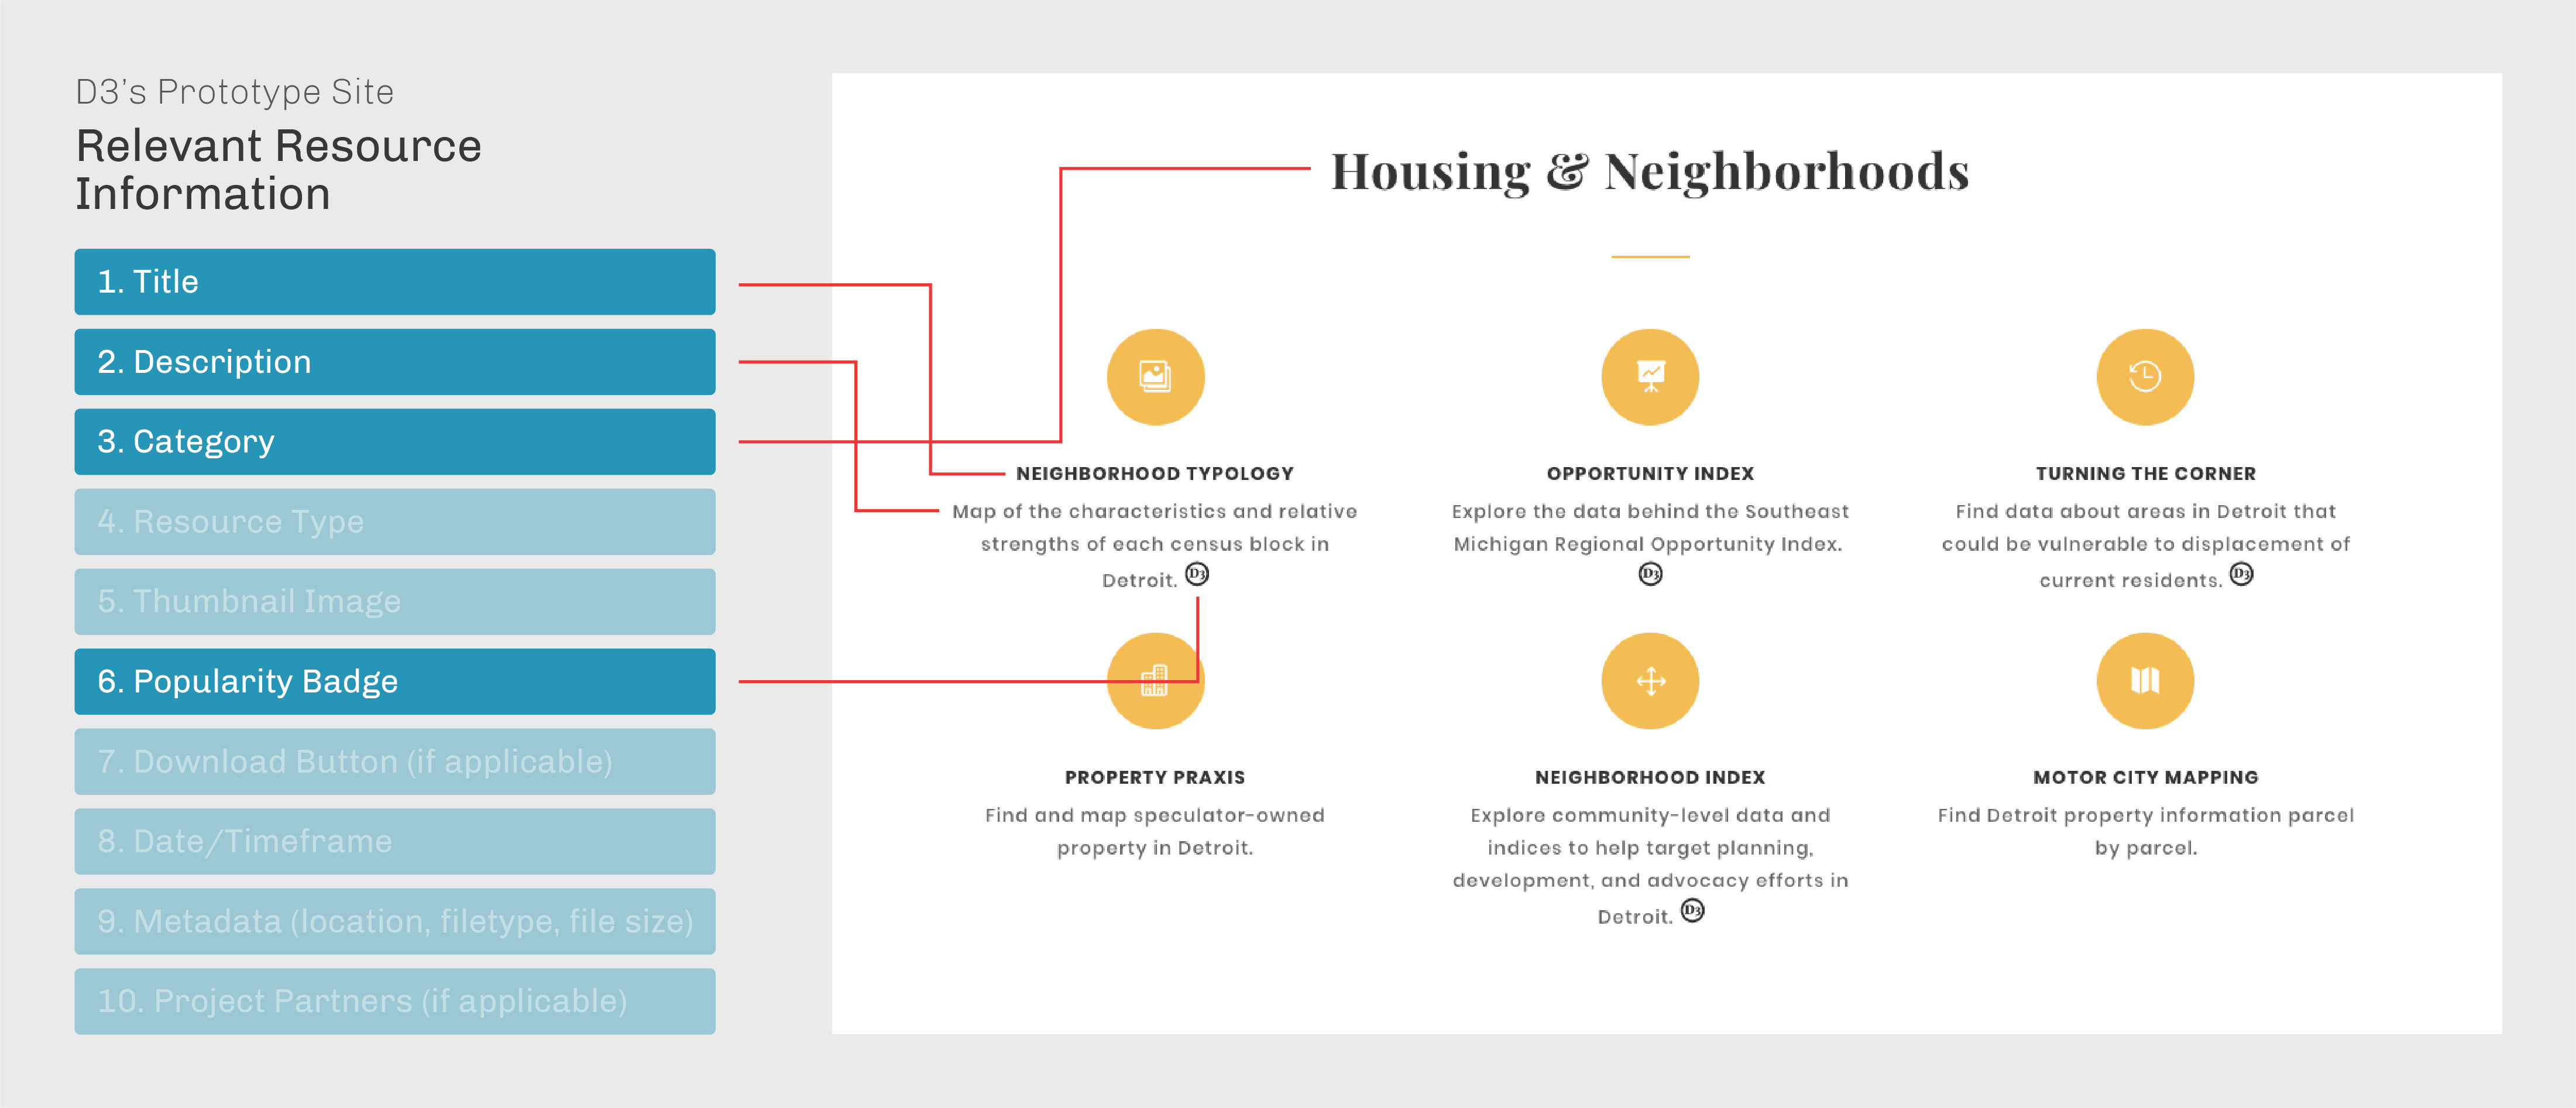 D3’s Prototype Site
Relevant Resource
Information
1. Title
2. Description
3. Category
4. Resource Type
5. Thumbnail Image
6. Popularity Badge
7. Download Button (if applicable)
8. Date/Timeframe
9. Metadata (location, filetype, file size)
10. Project Partners (if applicable)
Housing & Neighborhoods
NEIGHBORHOOD TYPOLOGY
Map of the characteristics and relative
strengths of each census block in
Detroit. D3
OPPORTUNITY INDEX
Explore the data behind the Southeast
Michigan Regional Opportunity Index.
D3
TURNING THE CORNER
Find data about areas in Detroit that
could be vulnerable to displacement of
current residents. D3
PROPERTY PRAXIS
Find and map speculator-owned
property in Detroit.
NEIGHBORHOOD INDEX
Explore community-level data and
indices to help target planning,
development, and advocacy efforts in
Detroit. D3
MOTOR CITY MAPPING
Find Detroit property information parcel
by parcel.